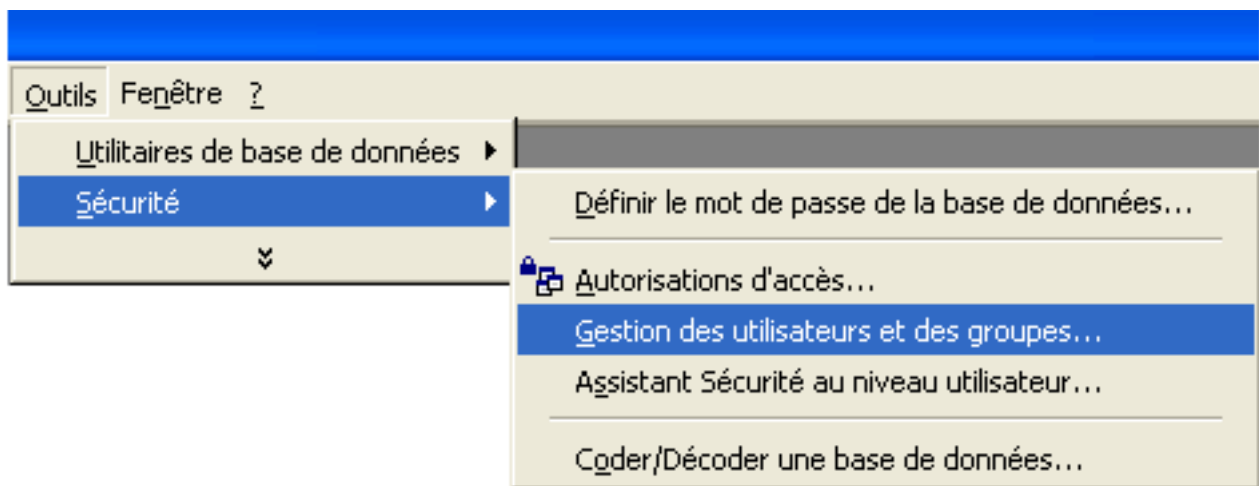 Outils Fenêtre ?
Utilitaires de base de données
Sécurité
Définir le mot de passe de la base de données...
Autorisations d'accès...
Gestion des utilisateurs et des groupes...
Assistant Sécurité au niveau utilisateur...
Coder/Décoder une base de données...